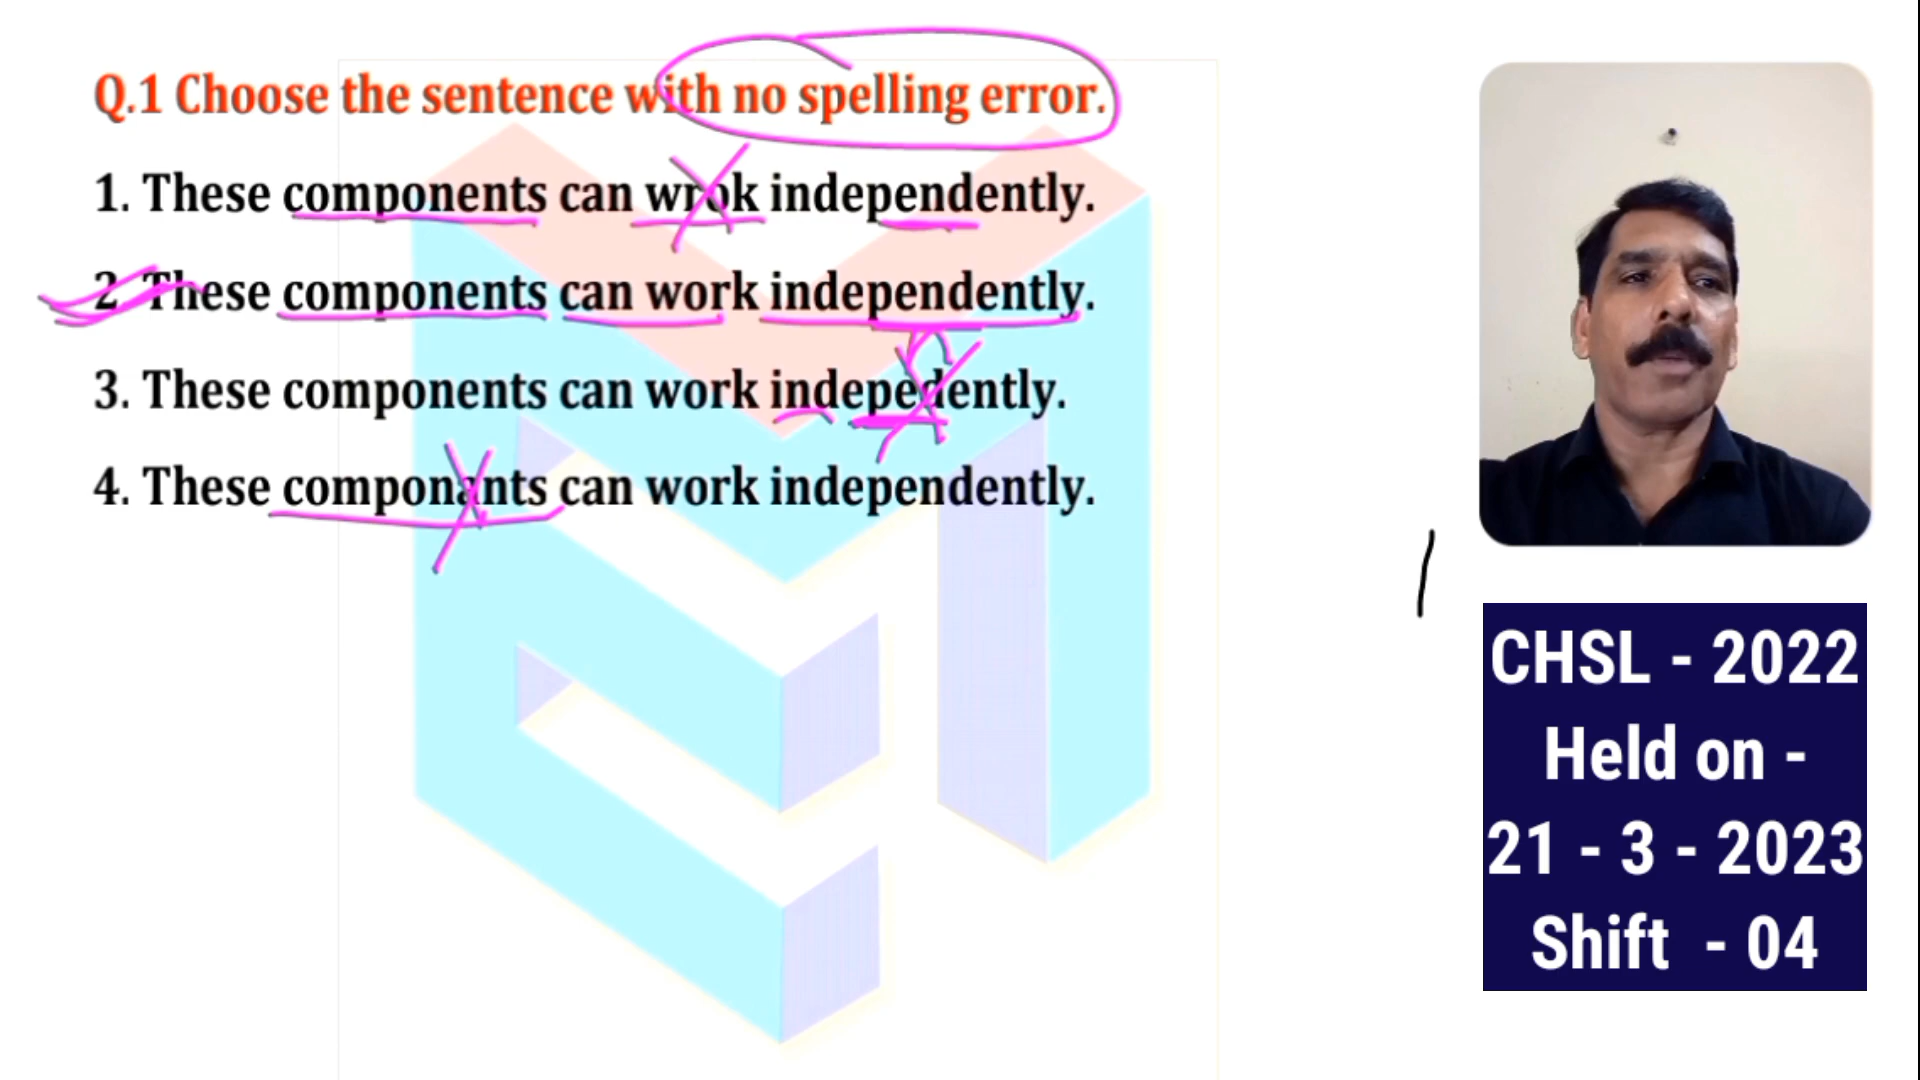 Q.1 Choose the sentence with no spelling error.
1. These components can wrok independently.
2 These components can work independently.
3. These components can work indepedently.
4. These componants can work independently.
CHSL - 2022
Held on -
21 - 3 - 2023
Shift - 04